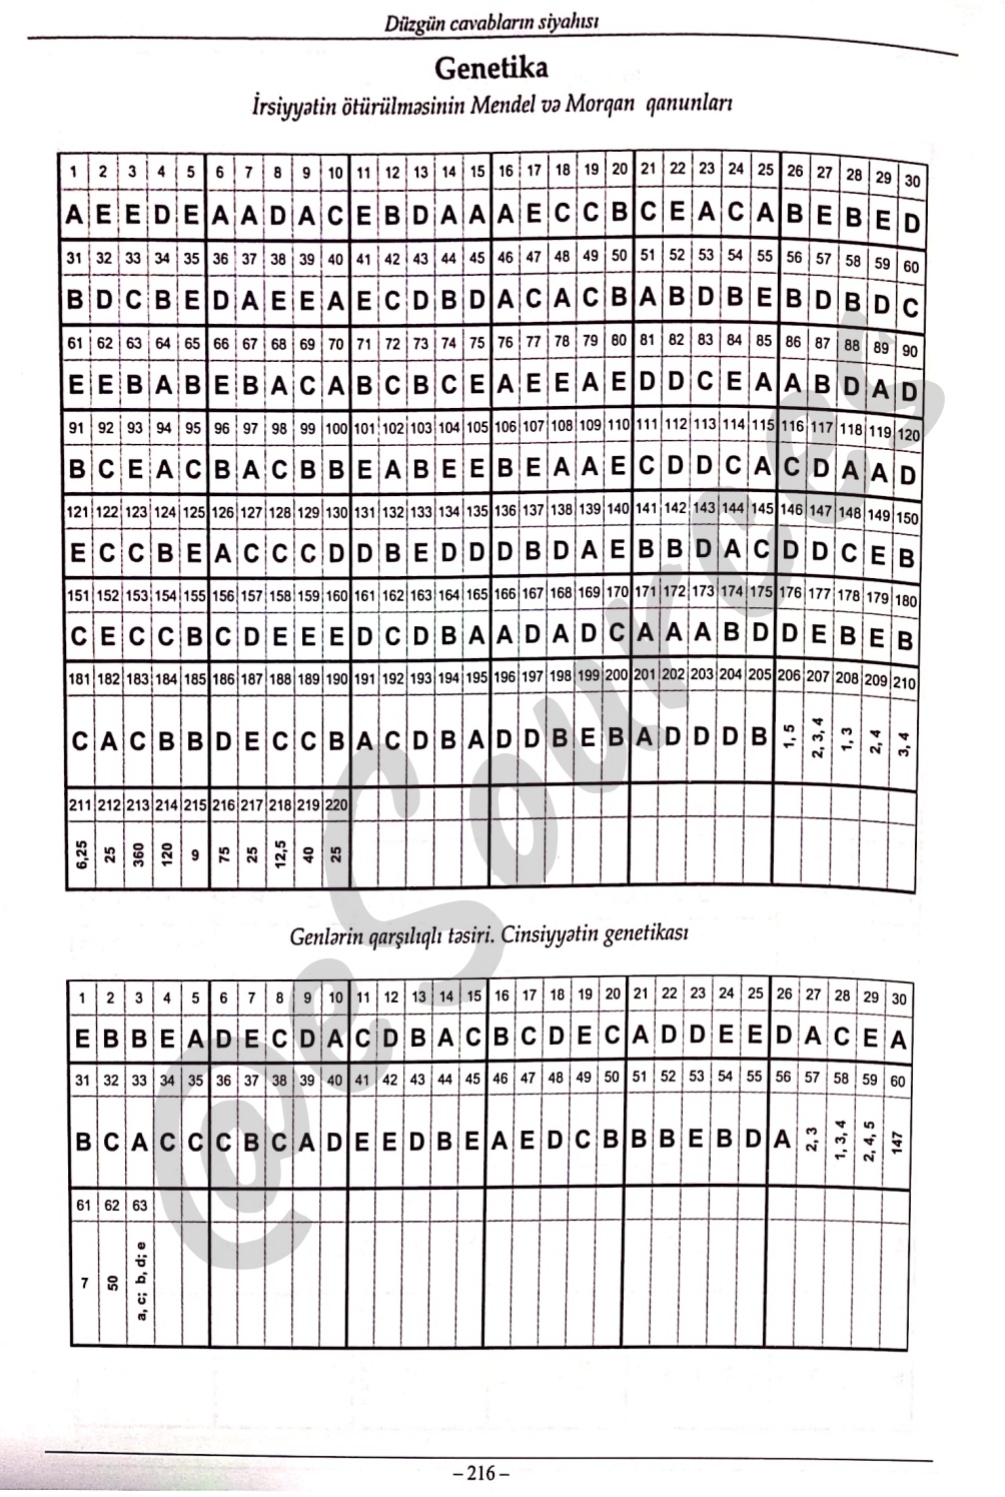 Düzgün cavabların siyahısı
Genetika
İrsiyyətin ötürülməsinin Mendel və Morqan qanunları
1 2 3 4 5 6 7 8 9 10 11 12 13 14 15 16 17 18 19 20 21 22 23 24 25 26 27 28 29 30
A E E D E A A D A C E B D A A A E C C B C E A C A B E B E D
31 32 33 34 35 36 37 38 39 40 41 42 43 44 45 46 47 48 49 50 51 52 53 54 55 56 57 58 59 60
B D C B E D A E E A E C D B D A C A C B A B D B E B D B D C
61 62 63 64 65 66 67 68 69 70 71 72 73 74 75 76 77 78 79 80 81 82 83 84 85 86 87 88 89 90
E E B A B E B A C A B C B C E A E E A E D D C E A A B D A D
91 92 93 94 95 96 97 98 99 100 101 102 103 104 105 106 107 108 109 110 111 112 113 114 115 116 117 118 119 120
B C E A C B A C B B E A B E E B E A A E C D D C A C D A A D
121 122 123 124 125 126 127 128 129 130 131 132 133 134 135 136 137 138 139 140 141 142 143 144 145 146 147 148 149 150
E C C B E A C C C D D B E D D D B D A E B B D A C D D C E B
151 152 153 154 155 156 157 158 159 160 161 162 163 164 165 166 167 168 169 170 171 172 173 174 175 176 177 178 179 180
C E C C B C D E E E D C D B A A D A D C A A A B D D E B E B
181 182 183 184 185 186 187 188 189 190 191 192 193 194 195 196 197 198 199 200 201 202 203 204 205 206 207 208 209 210
C A C B B D E C C B A C D B A D D B E B A D D D B 1, 5 2, 3, 4 1, 3 2, 4 3, 4
211 212 213 214 215 216 217 218 219 220
6,25 25 360 120 9 75 25 12,5 40 25
Genlərin qarşılıqlı təsiri. Cinsiyyətin genetikası
1 2 3 4 5 6 7 8 9 10 11 12 13 14 15 16 17 18 19 20 21 22 23 24 25 26 27 28 29 30
E B B E A D E C D A C D B A C B C D E C A D D E E D A C E A
31 32 33 34 35 36 37 38 39 40 41 42 43 44 45 46 47 48 49 50 51 52 53 54 55 56 57 58 59 60
B C A C C C B C A D E E D B E A E D C B B B E B D A 2, 3 1, 3, 4 2, 4, 5 147
61 62 63
7 50 a, c; b, d; e
– 216 –
@eSources